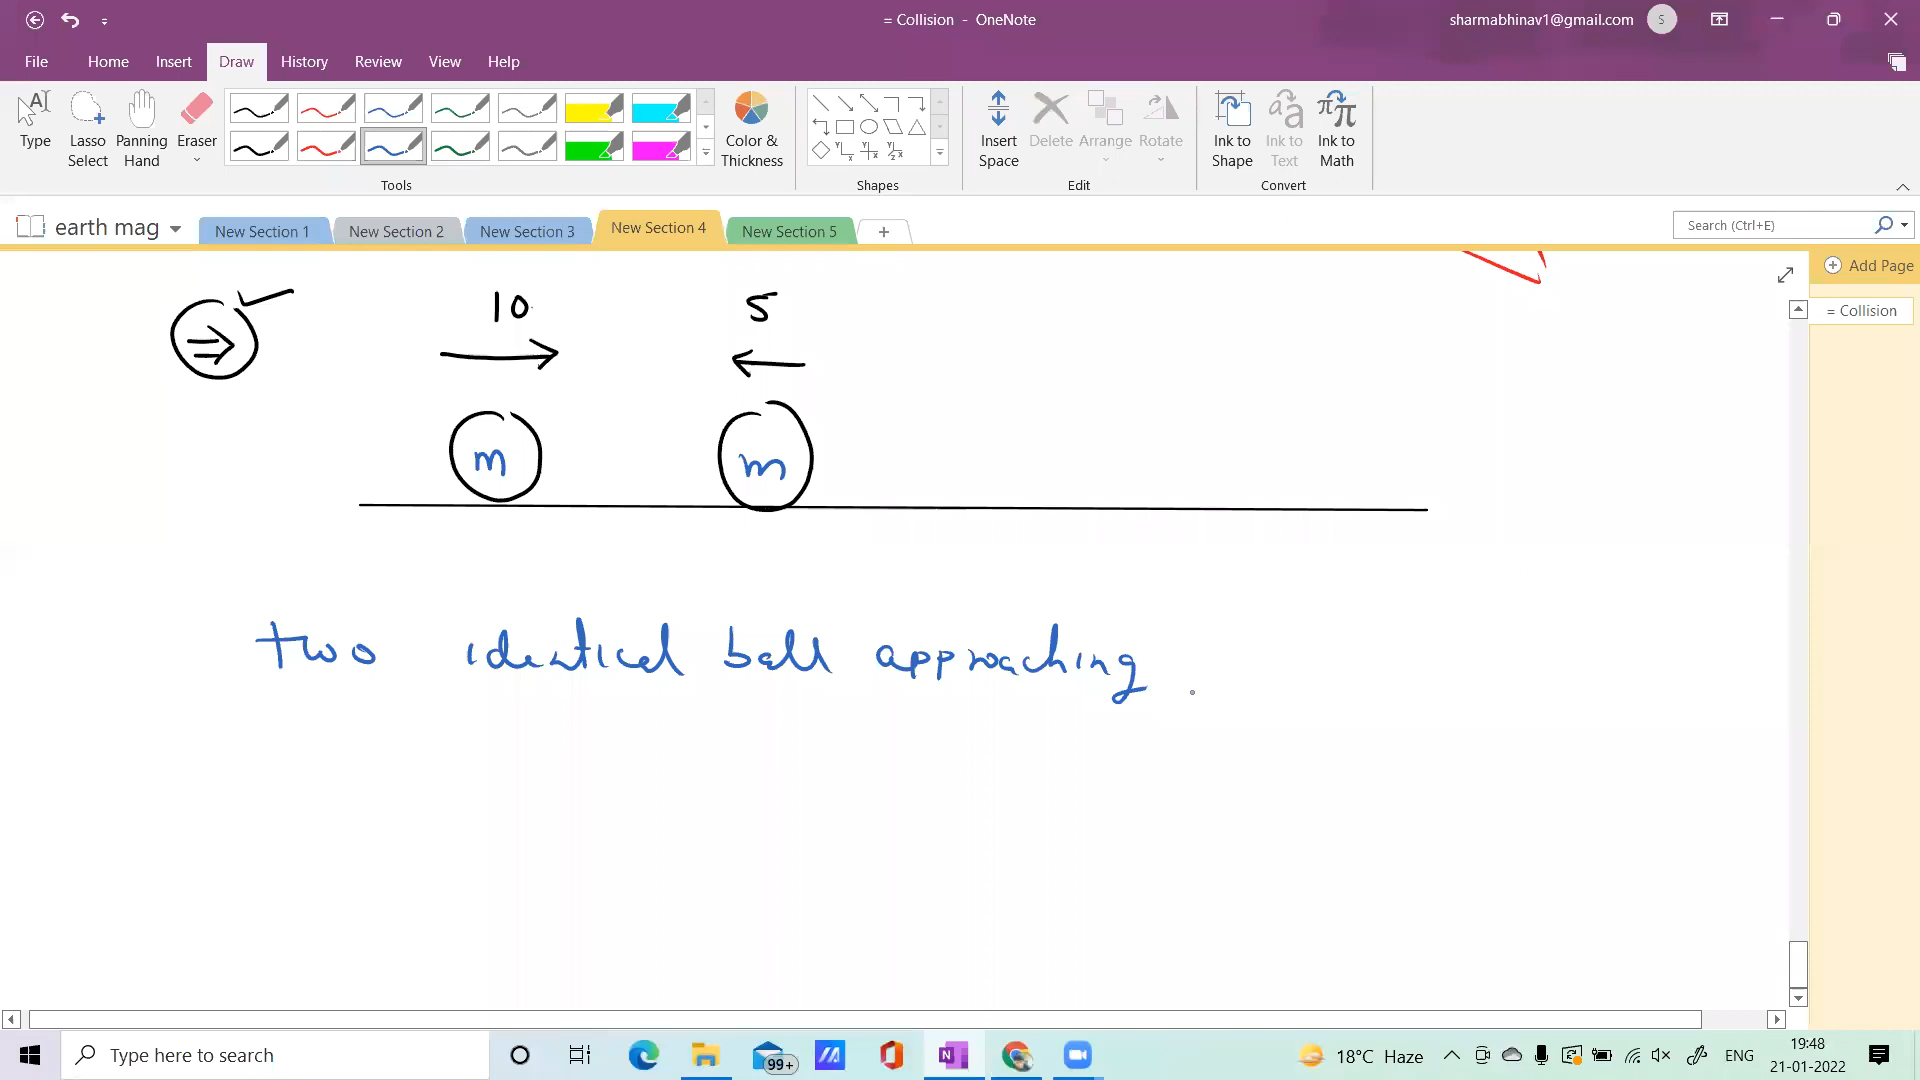 = Collision - OneNote
sharmabhinav1@gmail.com
S
File Home Insert Draw History Review View Help
Type
Lasso Select
Panning Hand
Eraser
Color & Thickness
Insert Space
Delete
Arrange
Rotate
Ink to Shape
Ink to Text
Ink to Math
Tools
Shapes
Edit
Convert
earth mag
New Section 1
New Section 2
New Section 3
New Section 4
New Section 5
Search (Ctrl+E)
Add Page
= Collision
10 5
m m
two identical ball approaching
Type here to search
99+
18°C Haze
ENG
19:48
21-01-2022